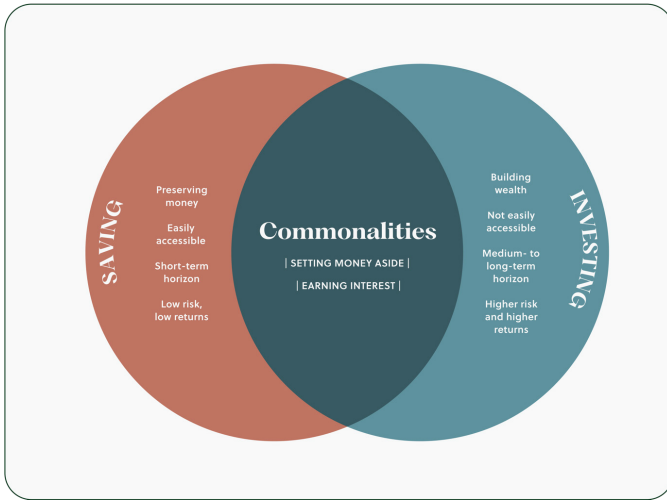 SAVING
Preserving
money
Easily
accessible
Short-term
horizon
Low risk,
low returns
Commonalities
| SETTING MONEY ASIDE |
| EARNING INTEREST |
Building
wealth
Not easily
accessible
Medium- to
long-term
horizon
Higher risk
and higher
returns
INVESTING